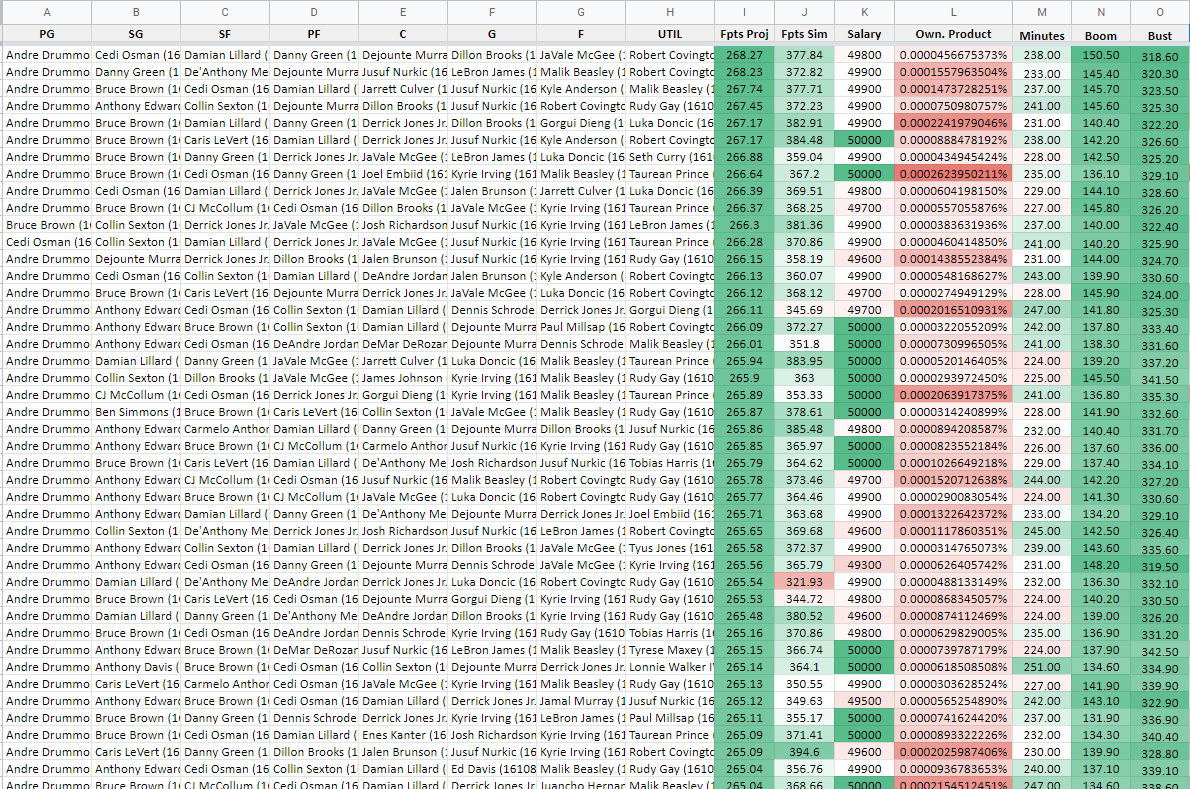 A B C D E F G H I J K L M N O
PG SG SF PF C G F UTIL Fpts Proj Fpts Sim Salary Own. Product Minutes Boom Bust
Andre Drummo Cedi Osman (16 Damian Lillard ( Danny Green (1 Dejounte Murra Dillon Brooks ( JaVale McGee ( Robert Covingto 268.27 377.84 49800 0.0000456675373% 238.00 150.50 318.60
Andre Drummo Danny Green (1 De'Anthony Me Dejounte Murra Jusuf Nurkic (16 LeBron James (1 Malik Beasley (1 Robert Covingto 268.23 372.82 49900 0.0001557963504% 233.00 145.40 320.30
Andre Drummo Bruce Brown (1 Cedi Osman (16 Damian Lillard ( Jarrett Culver (1 Jusuf Nurkic (16 Kyle Anderson ( Malik Beasley (1 267.74 377.71 49900 0.0001473728251% 237.00 145.70 323.50
Andre Drummo Anthony Edward Collin Sexton (1 Dejounte Murra Dillon Brooks ( Jusuf Nurkic (16 Robert Covingto Rudy Gay (1610 267.45 372.23 49900 0.0000750980757% 241.00 145.60 325.30
Andre Drummo Bruce Brown (1 Damian Lillard ( Danny Green (1 Derrick Jones Jr. Dillon Brooks ( Gorgui Dieng (1 Luka Doncic (16 267.17 382.91 49900 0.0002241979046% 231.00 140.40 322.20
Andre Drummo Bruce Brown (1 Caris LeVert (16 Damian Lillard ( Derrick Jones Jr. Jusuf Nurkic (16 Kyle Anderson ( Robert Covingto 267.17 384.48 50000 0.0000888478192% 238.00 142.20 326.60
Andre Drummo Bruce Brown (1 Danny Green (1 Derrick Jones Jr. JaVale McGee ( LeBron James (1 Luka Doncic (16 Seth Curry (1610 266.88 359.04 49900 0.0000434945424% 228.00 142.50 325.20
Andre Drummo Bruce Brown (1 Cedi Osman (16 Danny Green (1 Joel Embiid (161 Kyrie Irving (161 Malik Beasley (1 Taurean Prince 266.64 367.2 50000 0.0002623950211% 235.00 136.10 329.10
Andre Drummo Cedi Osman (16 Damian Lillard ( Derrick Jones Jr. JaVale McGee ( Jalen Brunson ( Jarrett Culver (1 Luka Doncic (16 266.39 369.51 49800 0.0000604198150% 229.00 144.10 328.60
Andre Drummo Bruce Brown (1 CJ McCollum (1 Cedi Osman (16 Dillon Brooks (1 JaVale McGee ( Kyrie Irving (161 Taurean Prince 266.37 368.25 49700 0.0000557055876% 227.00 145.80 326.20
Bruce Brown (1 Collin Sexton (1 Derrick Jones Jr. JaVale McGee ( Josh Richardson Jusuf Nurkic (16 Kyrie Irving (161 LeBron James (1 266.3 381.36 49900 0.0000383631936% 237.00 140.00 322.40
Cedi Osman (16 Collin Sexton (1 Damian Lillard ( Derrick Jones Jr. JaVale McGee ( Jusuf Nurkic (16 Kyrie Irving (161 Taurean Prince 266.28 370.86 49900 0.0000460414850% 241.00 140.20 325.90
Andre Drummo Dejounte Murra Derrick Jones Jr. Dillon Brooks (1 Jalen Brunson ( Jusuf Nurkic (16 Kyrie Irving (161 Taurean Prince 266.15 358.19 49600 0.0001438552384% 231.00 144.00 324.70
Andre Drummo Cedi Osman (16 Collin Sexton (1 Damian Lillard ( DeAndre Jordan Jalen Brunson ( Kyle Anderson ( Robert Covingto 266.13 360.07 49900 0.0000548168627% 243.00 139.90 330.60
Andre Drummo Bruce Brown (1 Caris LeVert (16 Dejounte Murra Derrick Jones Jr. JaVale McGee ( Luka Doncic (16 Robert Covingto 266.12 368.12 49700 0.0000274949129% 228.00 145.90 324.00
Andre Drummo Anthony Edward Cedi Osman (16 Collin Sexton (1 Damian Lillard ( Dennis Schrode Derrick Jones Jr. Gorgui Dieng (1 266.11 345.69 49700 0.0002016510931% 247.00 141.80 325.30
Andre Drummo Anthony Edward Bruce Brown (1 Collin Sexton (1 Damian Lillard ( Dejounte Murra Paul Millsap (16 Robert Covingto 266.09 372.27 50000 0.0000322055209% 242.00 137.80 333.40
Andre Drummo Anthony Edward Cedi Osman (16 DeAndre Jordan DeMar DeRozan Dejounte Murra Dennis Schrode Malik Beasley (1 266.01 351.8 50000 0.0000730996505% 241.00 138.30 331.60
Andre Drummo Damian Lillard ( Danny Green (1 JaVale McGee ( Jarrett Culver (1 Luka Doncic (16 Malik Beasley (1 Taurean Prince 265.94 383.95 50000 0.0000520146405% 224.00 139.20 337.20
Andre Drummo Collin Sexton (1 Dillon Brooks (1 JaVale McGee ( James Johnson Kyrie Irving (161 Malik Beasley (1 Rudy Gay (1610 265.9 363 50000 0.0000293972450% 225.00 145.50 341.50
Andre Drummo CJ McCollum (1 Cedi Osman (16 Derrick Jones Jr. Gorgui Dieng (1 Kyrie Irving (161 Malik Beasley (1 Taurean Prince 265.89 353.33 50000 0.0002063917375% 241.00 136.80 335.30
Andre Drummo Ben Simmons (1 Bruce Brown (1 Caris LeVert (16 Collin Sexton (1 JaVale McGee ( Malik Beasley (1 Rudy Gay (1610 265.87 378.61 50000 0.0000314240899% 228.00 141.90 332.60
Andre Drummo Anthony Edward Carmelo Anthon Damian Lillard ( Danny Green (1 Dejounte Murra Dillon Brooks (1 Jusuf Nurkic (16 265.86 385.48 49800 0.0000894208587% 232.00 140.40 331.70
Andre Drummo Anthony Edward Bruce Brown (1 CJ McCollum (1 Carmelo Anthon Jusuf Nurkic (16 Kyrie Irving (161 Robert Covingto 265.85 365.97 50000 0.0000823552184% 226.00 137.60 336.00
Andre Drummo Bruce Brown (1 Caris LeVert (16 Damian Lillard ( De'Anthony Me Josh Richardson Jusuf Nurkic (16 Tobias Harris (1 265.79 364.62 50000 0.0001026649218% 229.00 137.40 334.10
Andre Drummo Anthony Edward CJ McCollum (1 Cedi Osman (16 Jusuf Nurkic (16 Malik Beasley (1 Robert Covingto Rudy Gay (1610 265.78 373.46 49700 0.0001520712638% 244.00 142.20 327.20
Andre Drummo Anthony Edward Bruce Brown (1 CJ McCollum (1 JaVale McGee ( Luka Doncic (16 Robert Covingto Rudy Gay (1610 265.77 364.46 49900 0.0000290083054% 224.00 141.30 330.60
Andre Drummo Anthony Edward Damian Lillard ( Danny Green (1 De'Anthony Me Dejounte Murra Derrick Jones Jr. Joel Embiid (161 265.71 363.68 49900 0.0001322642372% 233.00 134.20 329.10
Andre Drummo Collin Sexton (1 De'Anthony Me Derrick Jones Jr. Josh Richardson Jusuf Nurkic (16 LeBron James (1 Robert Covingto 265.65 369.68 49600 0.0001117860351% 245.00 142.50 326.40
Andre Drummo Anthony Edward Collin Sexton (1 Damian Lillard ( Derrick Jones Jr. Dillon Brooks (1 JaVale McGee ( Tyus Jones (161 265.58 372.37 49900 0.0000314765073% 239.00 143.60 335.60
Andre Drummo Anthony Edward Cedi Osman (16 Danny Green (1 Dejounte Murra Dennis Schrode JaVale McGee ( Kyrie Irving (161 265.56 365.79 49300 0.0000626405742% 231.00 148.20 319.50
Andre Drummo Damian Lillard ( De'Anthony Me DeAndre Jordan Derrick Jones Jr. Luka Doncic (16 Robert Covingto Rudy Gay (1610 265.54 321.93 49900 0.0000488133149% 232.00 136.30 332.10
Andre Drummo Bruce Brown (1 Caris LeVert (16 Cedi Osman (16 Dejounte Murra Gorgui Dieng (1 Kyrie Irving (161 Rudy Gay (1610 265.53 344.72 49800 0.0000868345057% 224.00 140.20 330.50
Andre Drummo Damian Lillard ( Danny Green (1 De'Anthony Me DeAndre Jordan Dillon Brooks (1 Kyrie Irving (161 Malik Beasley (1 265.48 380.52 49600 0.0000874112469% 224.00 139.00 326.20
Andre Drummo Bruce Brown (1 Cedi Osman (16 DeAndre Jordan Dennis Schrode Kyrie Irving (161 Rudy Gay (1610 Tobias Harris (1 265.16 370.86 49800 0.0000629829005% 235.00 136.90 331.20
Andre Drummo Anthony Edward Bruce Brown (1 DeMar DeRozan Jusuf Nurkic (16 LeBron James (1 Malik Beasley (1 Tyrese Maxey (1 265.15 366.74 50000 0.0000739787179% 224.00 137.90 342.50
Andre Drummo Anthony Davis ( Bruce Brown (1 Cedi Osman (16 Collin Sexton (1 Dejounte Murra Derrick Jones Jr. Lonnie Walker I 265.14 364.1 50000 0.0000618508508% 251.00 134.60 334.90
Andre Drummo Caris LeVert (16 Carmelo Anthon Cedi Osman (16 JaVale McGee ( Kyrie Irving (161 Malik Beasley (1 Rudy Gay (1610 265.13 350.55 49900 0.0000303628524% 227.00 141.90 339.90
Andre Drummo Anthony Edward Cedi Osman (16 Damian Lillard ( Collin Sexton (1 Derrick Jones Jr. Jamal Murray (1 Jusuf Nurkic (16 265.12 349.63 49500 0.0000565254890% 242.00 143.10 322.90
Andre Drummo Bruce Brown (1 Danny Green (1 Dennis Schrode Derrick Jones Jr. Kyrie Irving (161 LeBron James (1 Paul Millsap (16 265.11 355.17 50000 0.0000741624420% 237.00 131.90 336.90
Andre Drummo Bruce Brown (1 Cedi Osman (16 Damian Lillard ( Enes Kanter (16 Josh Richardson Kyrie Irving (161 Taurean Prince 265.09 371.41 50000 0.0000893322226% 232.00 134.30 340.40
Andre Drummo Caris LeVert (16 Danny Green (1 Dillon Brooks (1 Jalen Brunson ( Jusuf Nurkic (16 Kyrie Irving (161 Robert Covingto 265.09 394.6 49600 0.0002025987406% 230.00 139.90 328.80
Andre Drummo Anthony Edward Cedi Osman (16 Collin Sexton (1 Damian Lillard ( Ed Davis (16108 Malik Beasley (1 Rudy Gay (1610 265.04 356.76 49900 0.0000936783653% 240.00 137.10 339.10
Andre Drummo Bruce Brown (1 CJ McCollum (1 Cedi Osman (16 Derrick Jones Jr. Gorgui Dieng (1 Juancho Hernar Malik Beasley (1 265.04 368.66 50000 0.0002154512451% 247.00 134.60 338.60